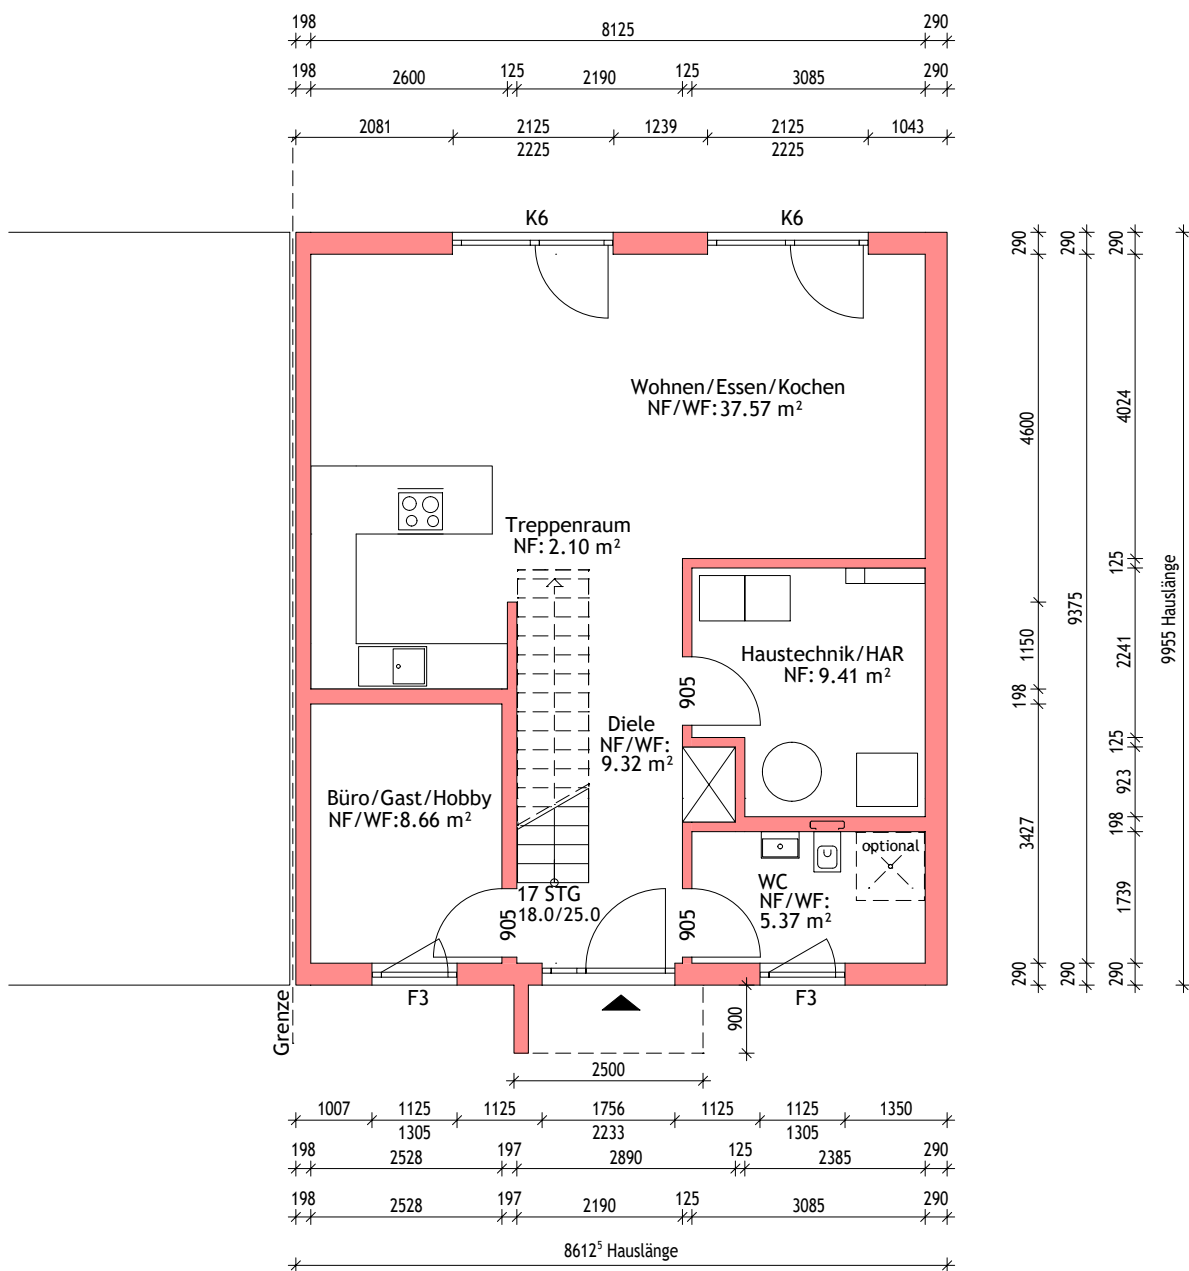 198 8125 290
198 2600 125 2190 125 3085 290
2081 2125 1239 2125 1043
2225 2225
K6 K6
290 290 290
Wohnen/Essen/Kochen
NF/WF: 37.57 m²
4600 4024
Treppenraum
NF: 2.10 m²
125
9375
9955 Hauslänge
1150 2241
Haustechnik/HAR
NF: 9.41 m²
905
198
Diele
NF/WF:
9.32 m²
125
923
Büro/Gast/Hobby
NF/WF:8.66 m²
198
3427
optional
WC
NF/WF:
5.37 m²
1739
17 STG
18.0/25.0
905 905
290 290 290
F3 F3
Grenze
900
2500
1007 1125 1125 1756 1125 1125 1350
1305 2233 1305
198 2528 197 2890 125 2385 290
198 2528 197 2190 125 3085 290
8612⁵ Hauslänge